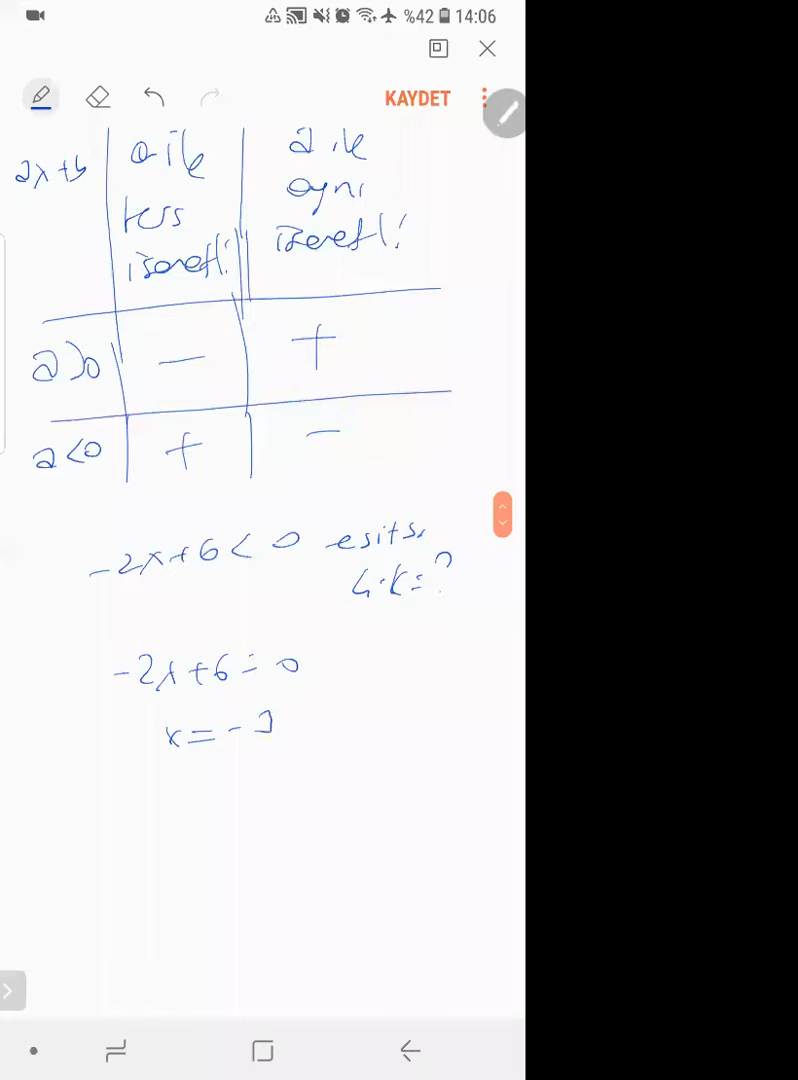 %42 14:06
KAYDET
ax+b
a ile ters işaretli
a ile aynı işaretli
a>0 - +
a<0 + -
-2x+6<0 eşits.
Ç.K=?
-2x+6=0
x=-3